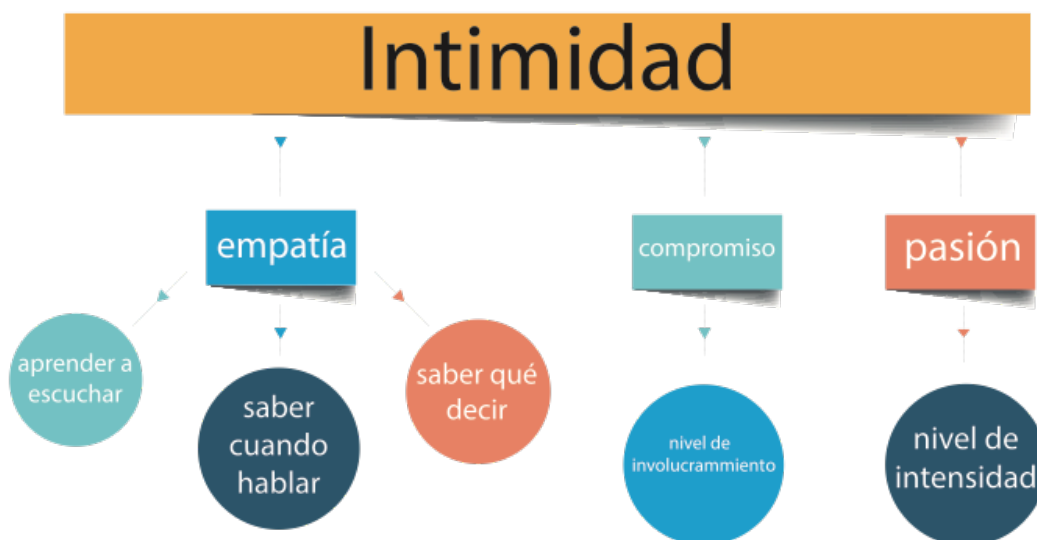 Intimidad
empatía
compromiso
pasión
aprender a
escuchar
saber
cuando
hablar
saber qué
decir
nivel de
involucrammiento
nivel de
intensidad